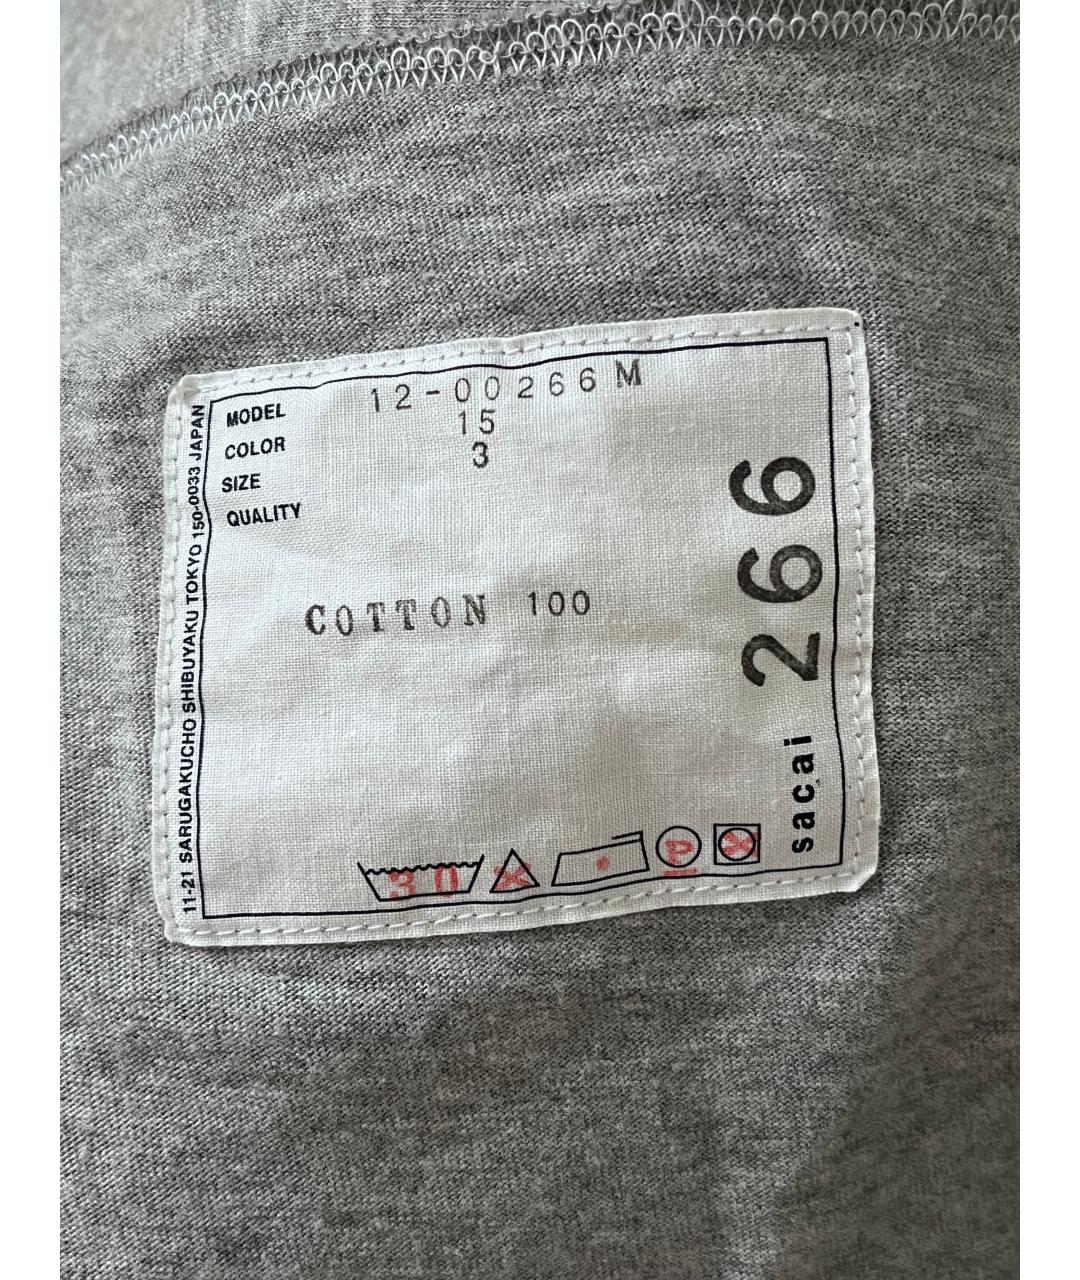 MODEL 12-00266M
COLOR 15
SIZE 3
QUALITY
COTTON 100
30
P
sacai 266
11-21 SARUGAKUCHO SHIBUYAKU TOKYO 150-0033 JAPAN